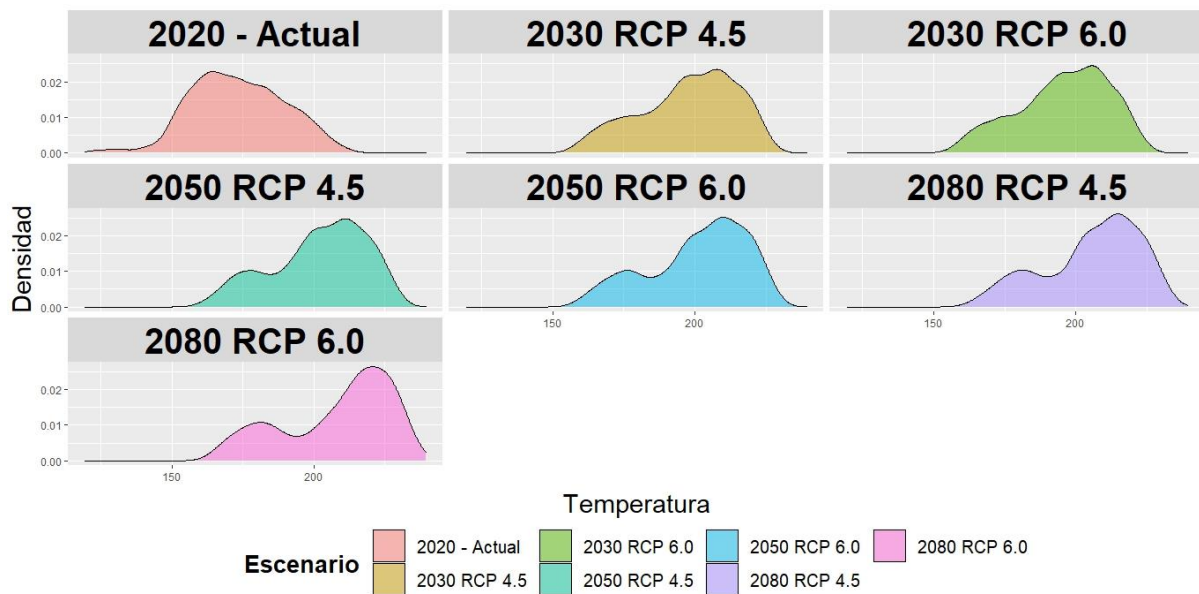 2020 - Actual
2030 RCP 4.5
2030 RCP 6.0
0.02
0.01
0.00
2050 RCP 4.5
2050 RCP 6.0
2080 RCP 4.5
0.02
0.01
0.00
150
200
150
200
2080 RCP 6.0
0.02
0.01
0.00
150
200
Densidad
Temperatura
Escenario
2020 - Actual
2030 RCP 6.0
2050 RCP 6.0
2080 RCP 6.0
2030 RCP 4.5
2050 RCP 4.5
2080 RCP 4.5